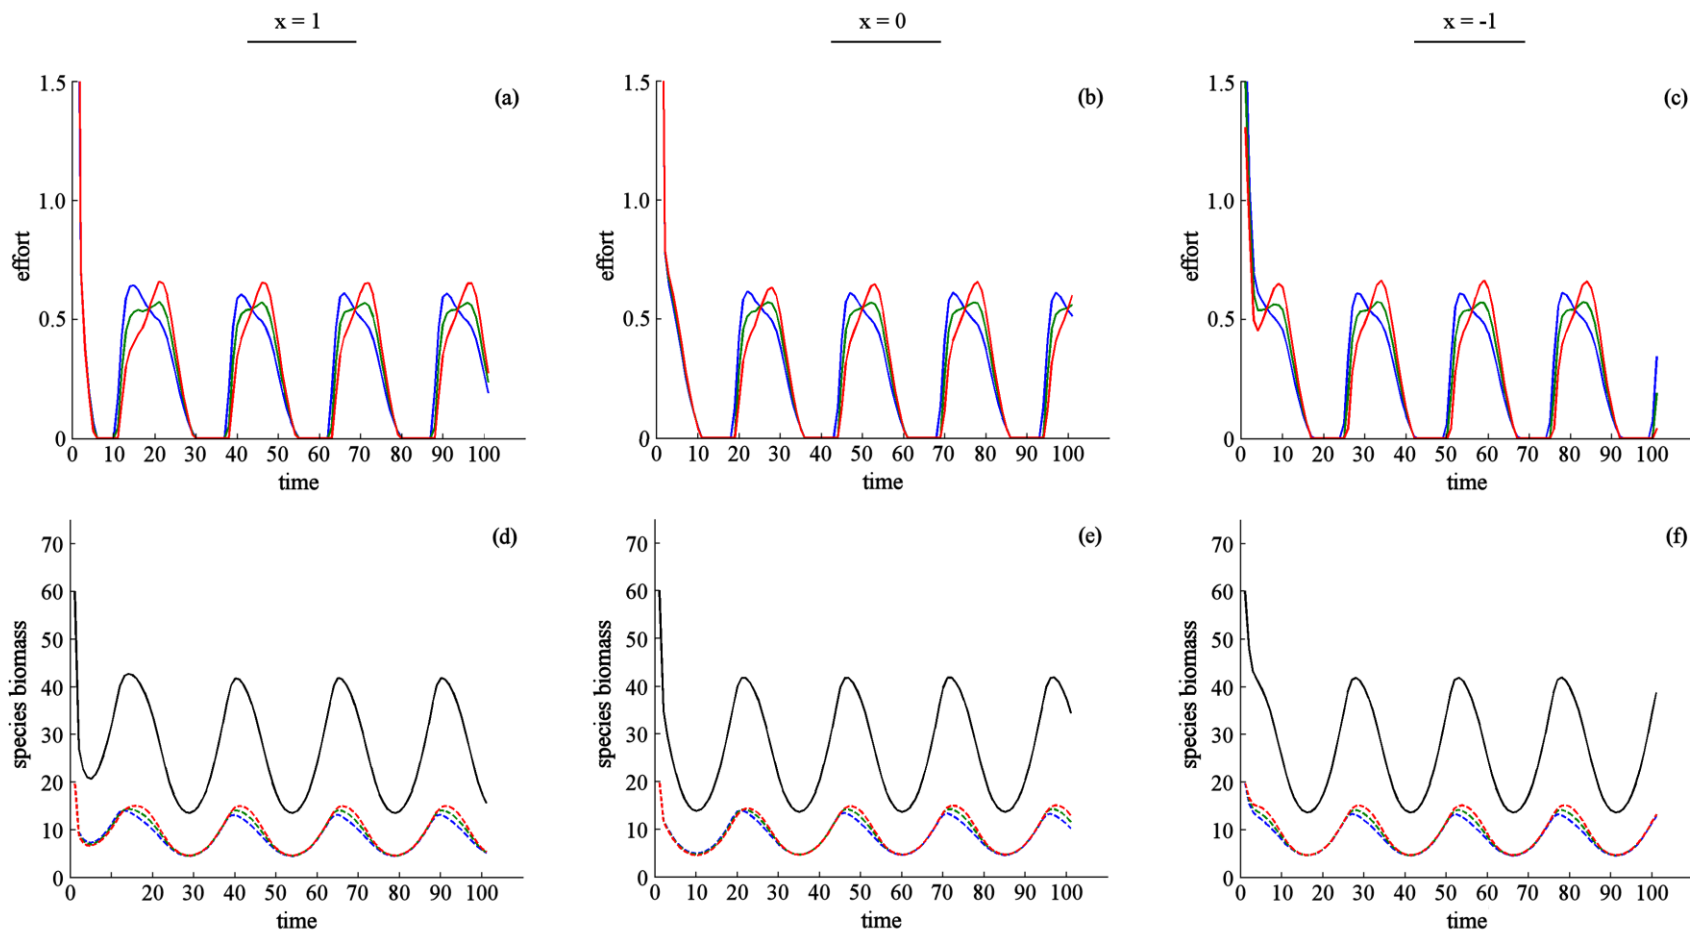 x = 1 x = 0 x = -1
(a) (b) (c)
1.5 1.5 1.5
1.0 1.0 1.0
effort effort effort
0.5 0.5 0.5
0 0 0
0 10 20 30 40 50 60 70 80 90 100 0 10 20 30 40 50 60 70 80 90 100 0 10 20 30 40 50 60 70 80 90 100
time time time
(d) (e) (f)
70 70 70
60 60 60
50 50 50
40 40 40
species biomass species biomass species biomass
30 30 30
20 20 20
10 10 10
0 0 0
0 20 30 40 50 60 70 80 90 100 0 10 20 30 40 50 60 70 80 90 100 0 10 20 30 40 50 60 70 80 90 100
time time time